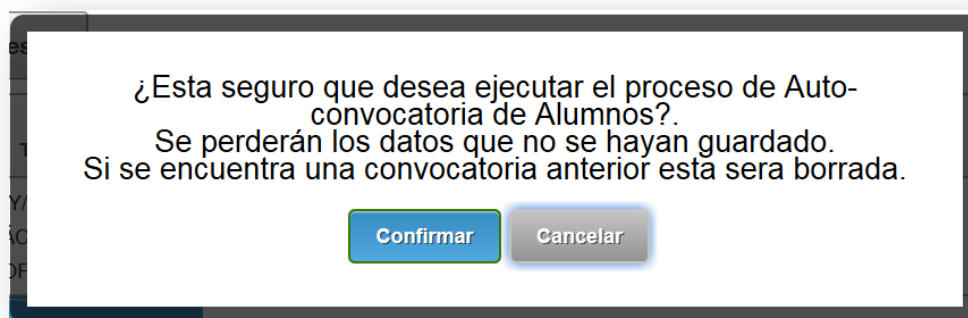 ¿Esta seguro que desea ejecutar el proceso de Auto-
convocatoria de Alumnos?.
Se perderán los datos que no se hayan guardado.
Si se encuentra una convocatoria anterior esta sera borrada.
Confirmar Cancelar